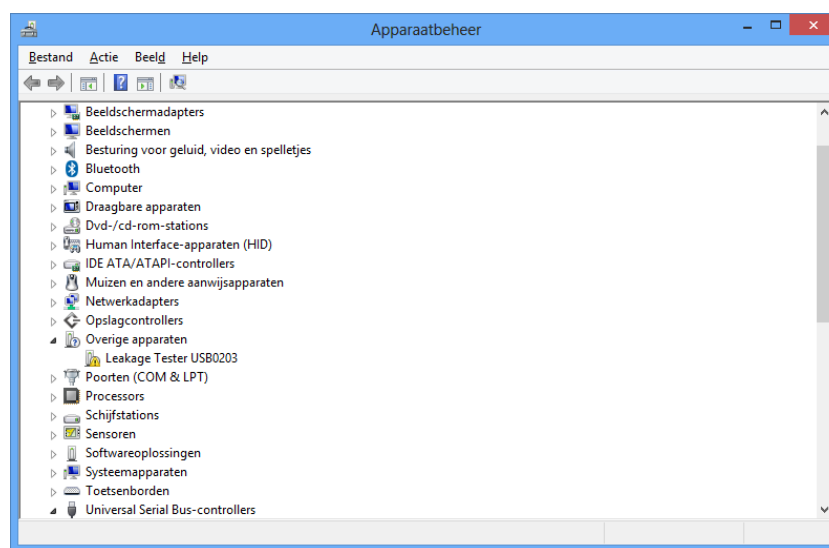 Apparaatbeheer
Bestand Actie Beeld Help
Beeldschermadapters
Beeldschermen
Besturing voor geluid, video en spelletjes
Bluetooth
Computer
Draagbare apparaten
Dvd-/cd-rom-stations
Human Interface-apparaten (HID)
IDE ATA/ATAPI-controllers
Muizen en andere aanwijsapparaten
Netwerkadapters
Opslagcontrollers
Overige apparaten
Leakage Tester USB0203
Poorten (COM & LPT)
Processors
Schijfstations
Sensoren
Softwareoplossingen
Systeemapparaten
Toetsenborden
Universal Serial Bus-controllers